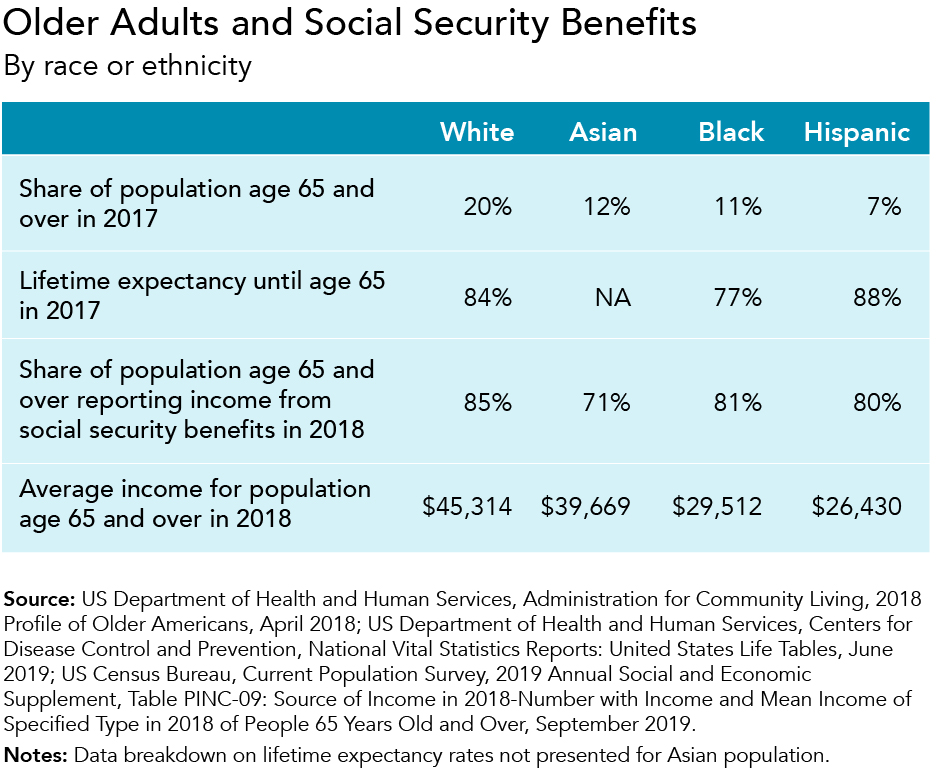 Older Adults and Social Security Benefits
By race or ethnicity
White Asian Black Hispanic
Share of population age 65 and
over in 2017
20% 12% 11% 7%
Lifetime expectancy until age 65
in 2017
84% NA 77% 88%
Share of population age 65 and
over reporting income from
social security benefits in 2018
85% 71% 81% 80%
Average income for population
age 65 and over in 2018
$45,314 $39,669 $29,512 $26,430
Source: US Department of Health and Human Services, Administration for Community Living, 2018
Profile of Older Americans, April 2018; US Department of Health and Human Services, Centers for
Disease Control and Prevention, National Vital Statistics Reports: United States Life Tables, June
2019; US Census Bureau, Current Population Survey, 2019 Annual Social and Economic
Supplement, Table PINC-09: Source of Income in 2018-Number with Income and Mean Income of
Specified Type in 2018 of People 65 Years Old and Over, September 2019.
Notes: Data breakdown on lifetime expectancy rates not presented for Asian population.